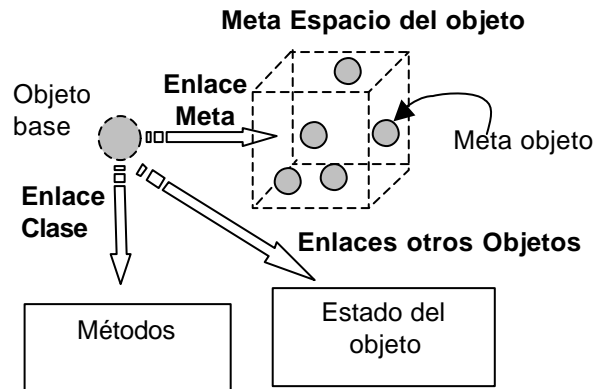 Meta Espacio del objeto
Enlace
Meta
Objeto
base
Meta objeto
Enlace
Clase
Enlaces otros Objetos
Métodos
Estado del
objeto